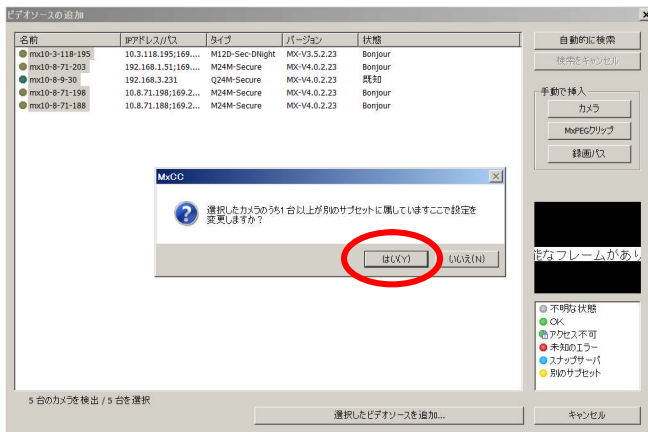 ビデオソースの追加
名前 IPアドレス/パス タイプ バージョン 状態
mx10-3-118-195 10.3.118.195;169.... M12D-Sec-DNight MX-V3.5.2.23 Bonjour
mx10-8-71-203 192.168.1.51;169.... M24M-Secure MX-V4.0.2.23 Bonjour
mx10-8-9-30 192.168.3.231 Q24M-Secure MX-V4.0.2.23 既知
mx10-8-71-198 10.8.71.198;169.2... M24M-Secure MX-V4.0.2.23 Bonjour
mx10-8-71-188 10.8.71.188;169.2... M24M-Secure MX-V4.0.2.23 Bonjour
自動的に検索
検索をキャンセル
手動で挿入
カメラ
MxPEGクリップ
録画パス
MxCC
選択したカメラのうち1 台以上が別のサブセットに属していますここで設定を
変更しますか?
はい(Y) いいえ(N)
能なフレームがあり
不明な状態
OK
アクセス不可
未知のエラー
スナップサーバ
別のサブセット
5 台のカメラを検出 / 5 台を選択
選択したビデオソースを追加...
キャンセル